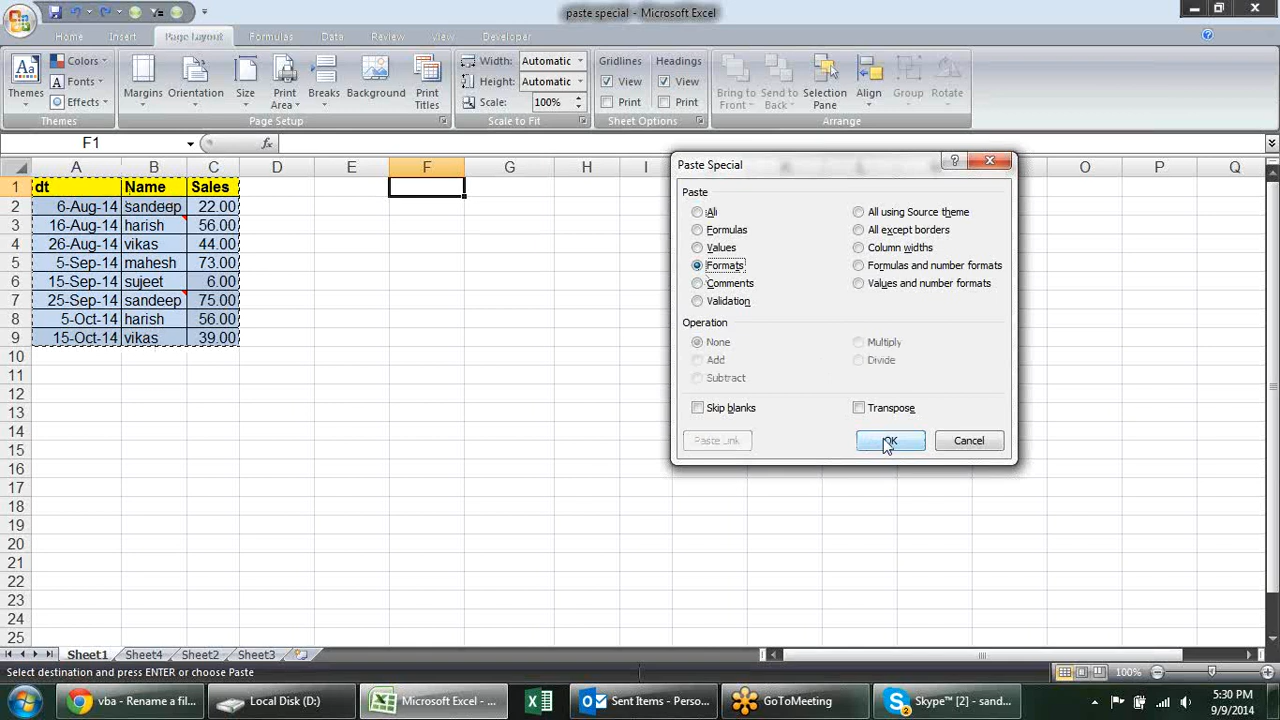 paste special - Microsoft Excel
Home Insert Page Layout Formulas Data Review View Developer
Themes Colors Fonts Effects
Margins Orientation Size Print Area Breaks Background Print Titles
Width: Automatic
Height: Automatic
Scale: 100%
Gridlines Headings
View View
Print Print
Bring to Front Send to Back Selection Pane Align Group Rotate
Themes Page Setup Scale to Fit Sheet Options Arrange
F1 fx
A B C D E F G H I O P Q
1 dt Name Sales
2 6-Aug-14 sandeep 22.00
3 16-Aug-14 harish 56.00
4 26-Aug-14 vikas 44.00
5 5-Sep-14 mahesh 73.00
6 15-Sep-14 sujeet 6.00
7 25-Sep-14 sandeep 75.00
8 5-Oct-14 harish 56.00
9 15-Oct-14 vikas 39.00
10
11
12
13
14
15
16
17
18
19
20
21
22
23
24
25
Paste Special
Paste
All All using Source theme
Formulas All except borders
Values Column widths
Formats Formulas and number formats
Comments Values and number formats
Validation
Operation
None Multiply
Add Divide
Subtract
Skip blanks Transpose
Paste Link OK Cancel
Sheet1 Sheet4 Sheet2 Sheet3
Select destination and press ENTER or choose Paste 100%
vba - Rename a fil... Local Disk (D:) Microsoft Excel - ... Sent Items - Perso... GoToMeeting Skype™ [2] - sand... 5:30 PM
9/9/2014